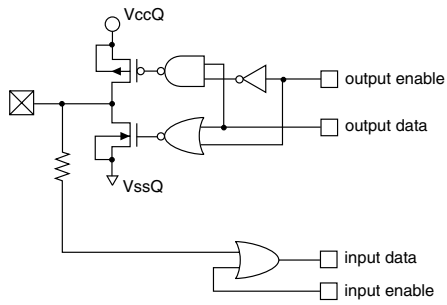 VccQ
output enable
output data
VssQ
input data
input enable